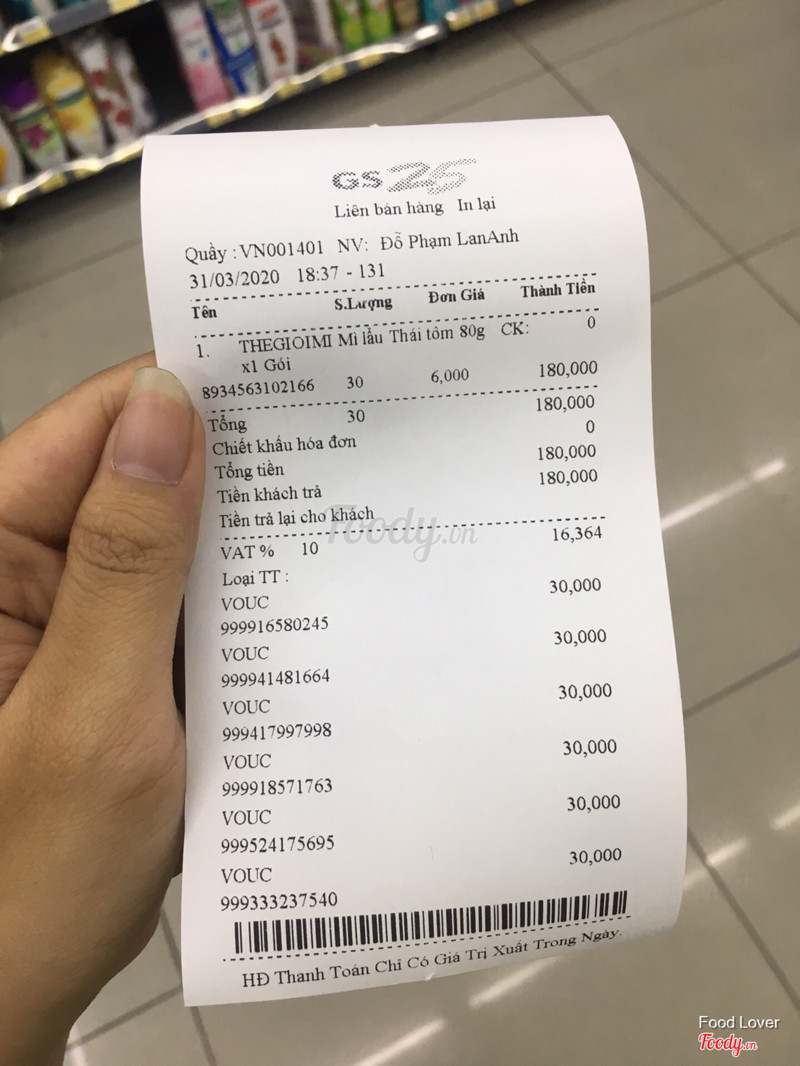 GS25
Liên bán hàng In lại
Quầy : VN001401 NV: Đỗ Phạm LanAnh
31/03/2020 18:37 - 131
Tên S.Lượng Đơn Giá Thành Tiền
1. THEGIOIMI Mì lẩu Thái tôm 80g CK: 0
x1 Gói
8934563102166 30 6,000 180,000
Tổng 30 180,000
Chiết khấu hóa đơn 0
Tổng tiền 180,000
Tiền khách trả 180,000
Tiền trả lại cho khách
VAT % 10 16,364
Loại TT :
VOUC 30,000
999916580245
VOUC 30,000
999941481664
VOUC 30,000
999417997998
VOUC 30,000
999918571763
VOUC 30,000
999524175695
VOUC 30,000
999333237540
HĐ Thanh Toán Chỉ Có Giá Trị Xuất Trong Ngày.
Foody.vn
Food Lover
Foody.vn